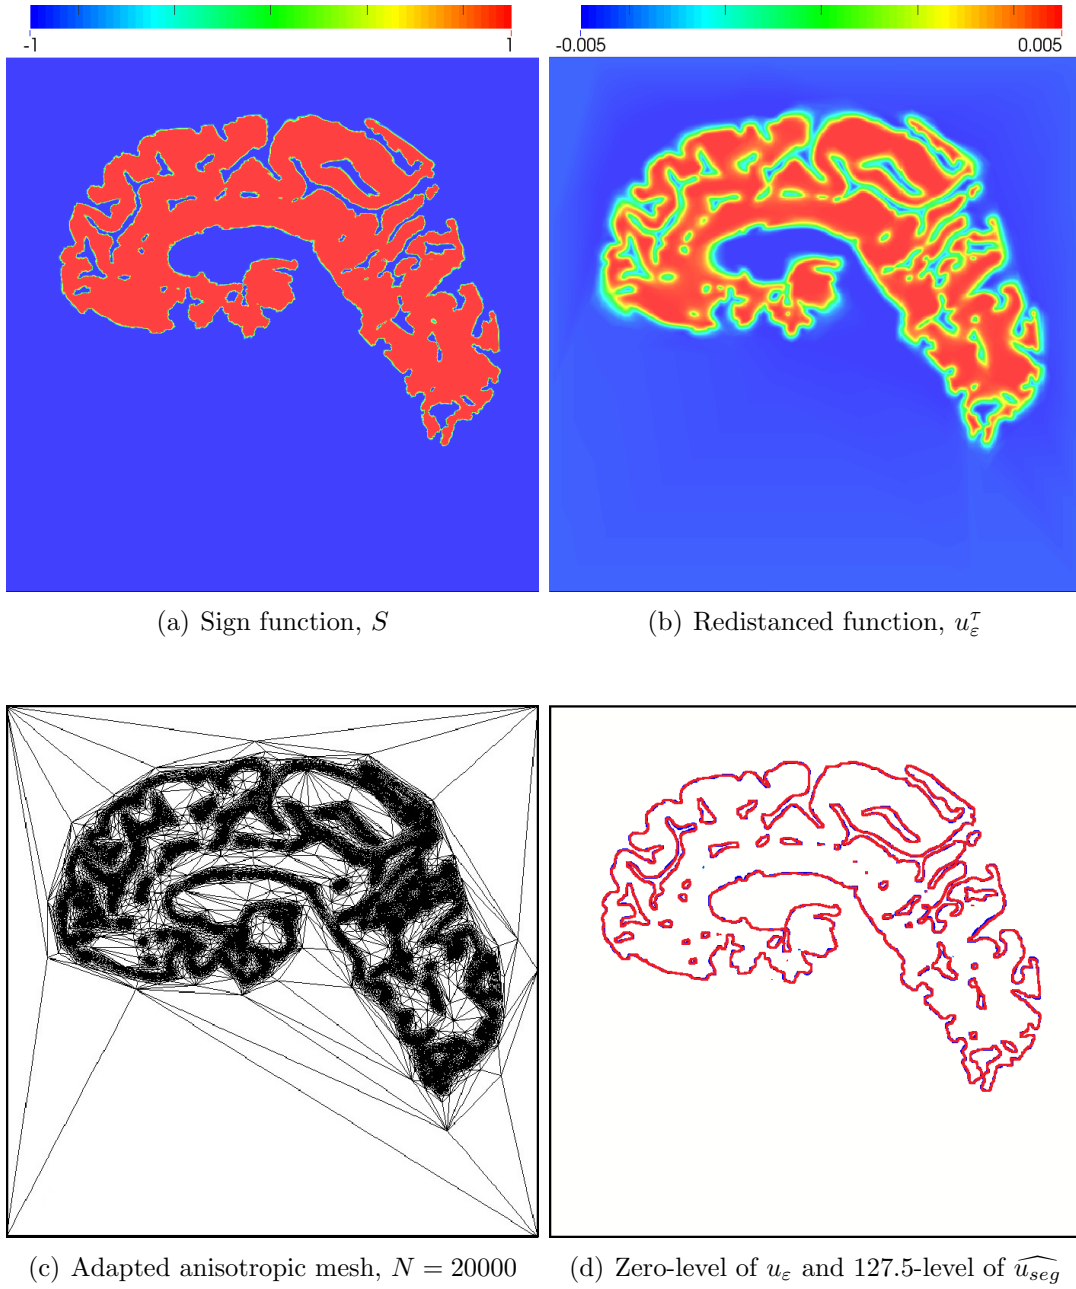 -1 1
-0.005 0.005
(a) Sign function, S
(b) Redistanced function, u_ε^τ
(c) Adapted anisotropic mesh, N = 20000
(d) Zero-level of u_ε and 127.5-level of \widehat{u_{seg}}